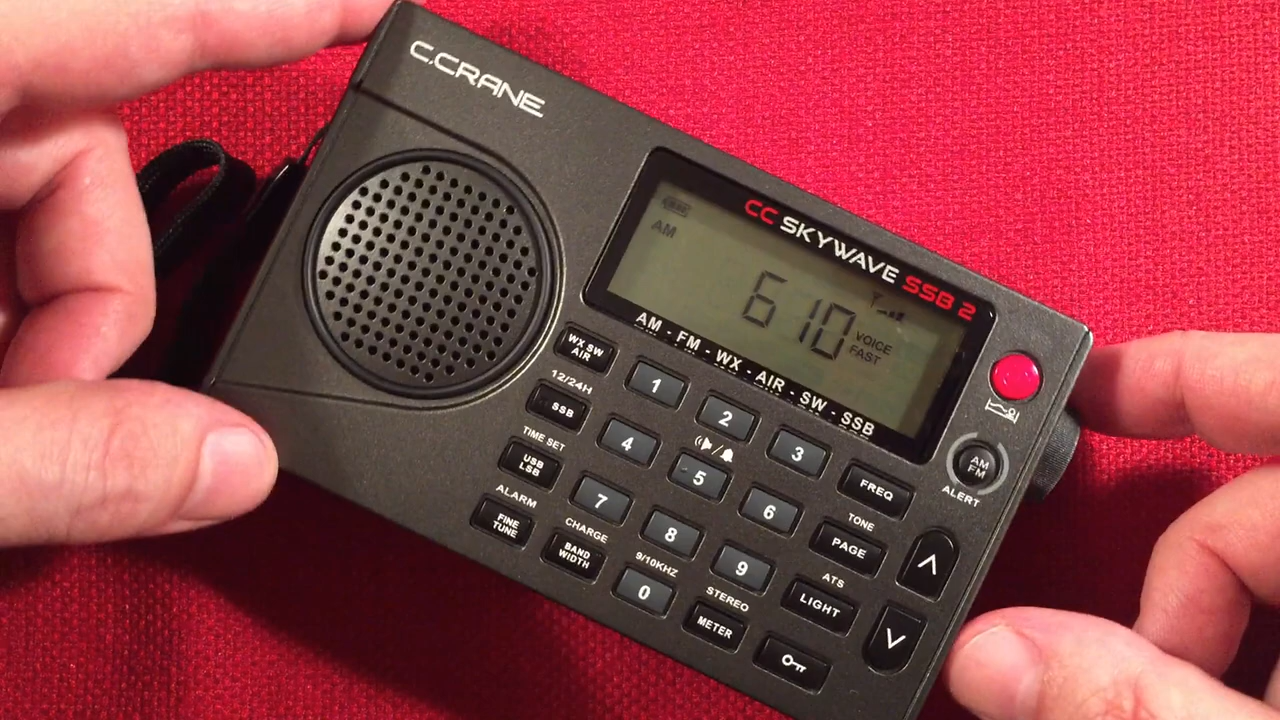 C.CRANE
CC SKYWAVE SSB 2
AM
610
VOICE
FAST
AM - FM - WX - AIR - SW - SSB
WX SW
AIR
1
2
3
FREQ
AM
FM
ALERT
12/24H
SSB
4
5
6
TONE
PAGE
TIME SET
USB
LSB
7
8
9
ATS
LIGHT
ALARM
FINE
TUNE
CHARGE
BAND
WIDTH
9/10KHZ
0
STEREO
METER